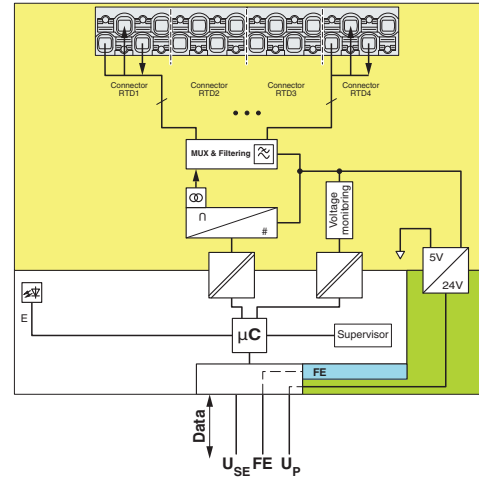 Connector RTD1
Connector RTD2
Connector RTD3
Connector RTD4
MUX & Filtering
∩
#
Voltage monitoring
5V
24V
E
µC
Supervisor
FE
Data
USE FE UP